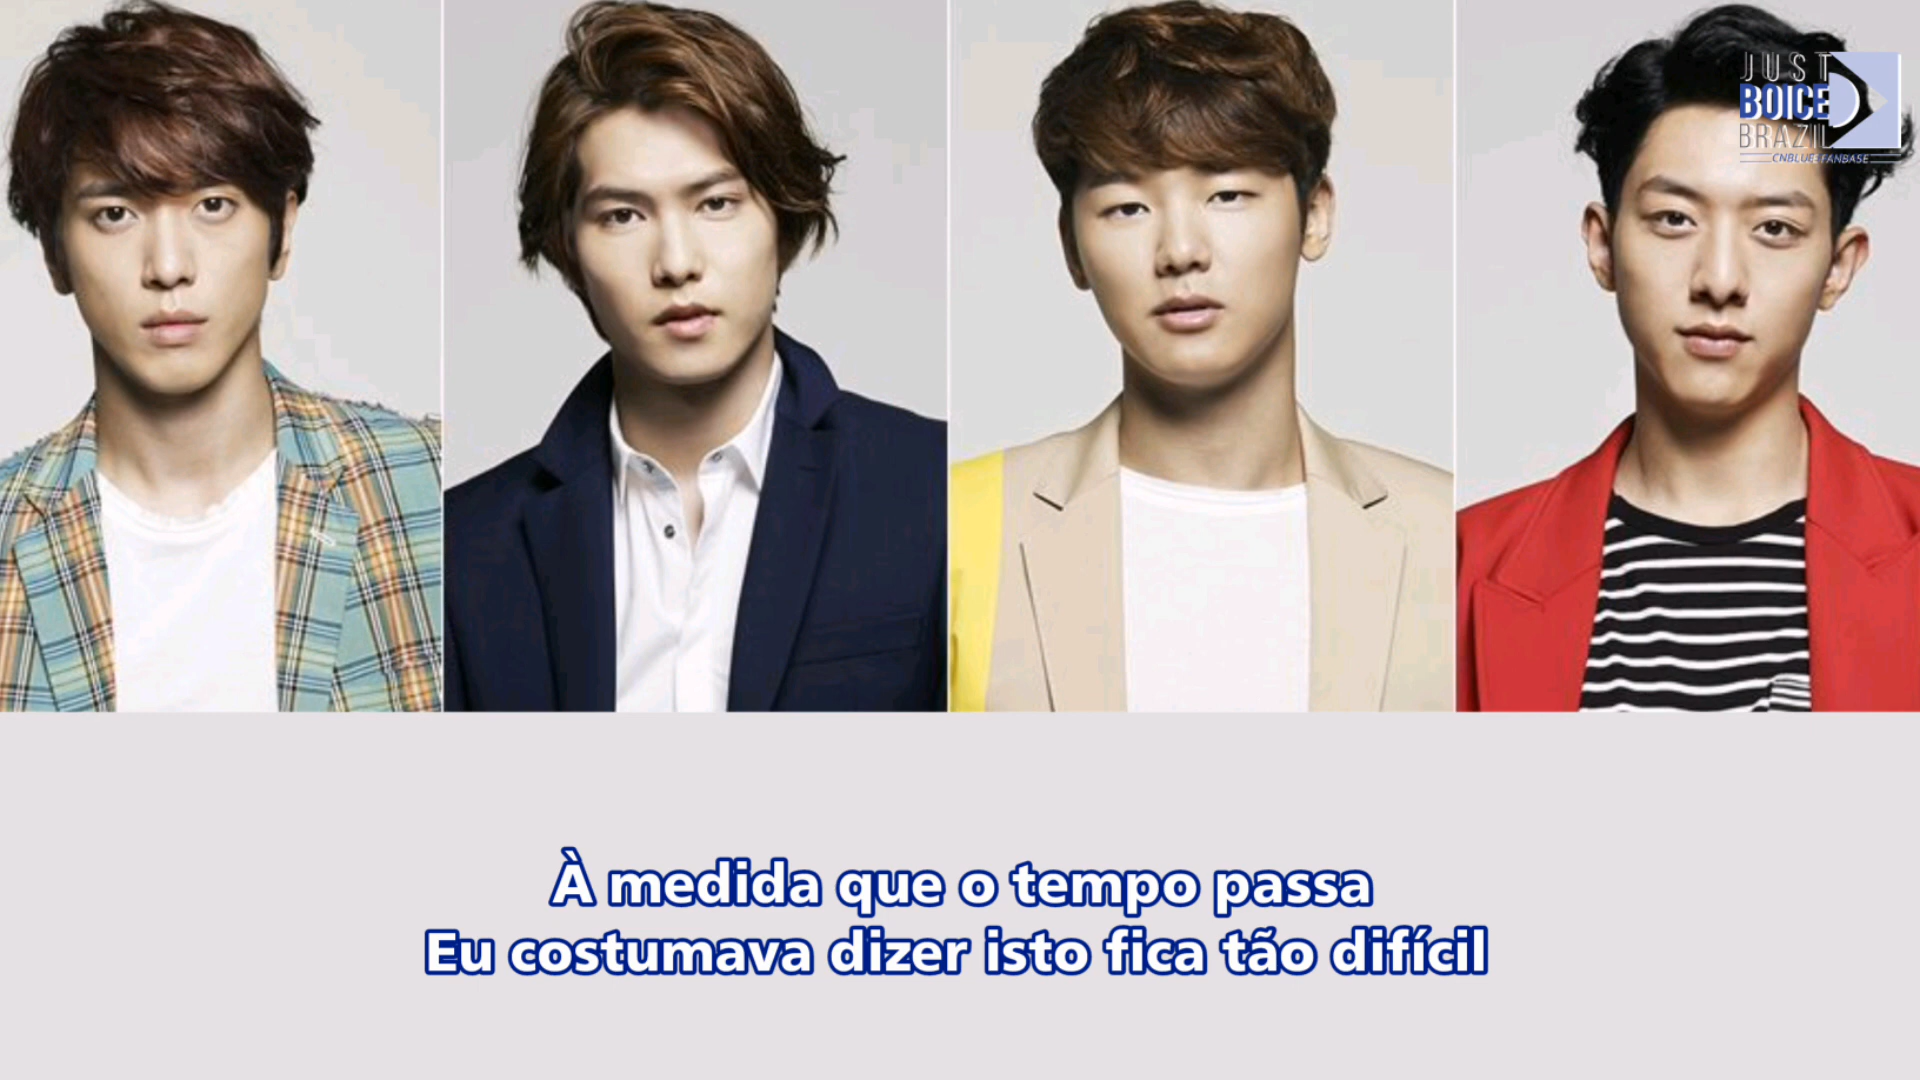 JUST
BOICE
BRAZIL
CNBLUE FANBASE
À medida que o tempo passa
Eu costumava dizer isto fica tão difícil